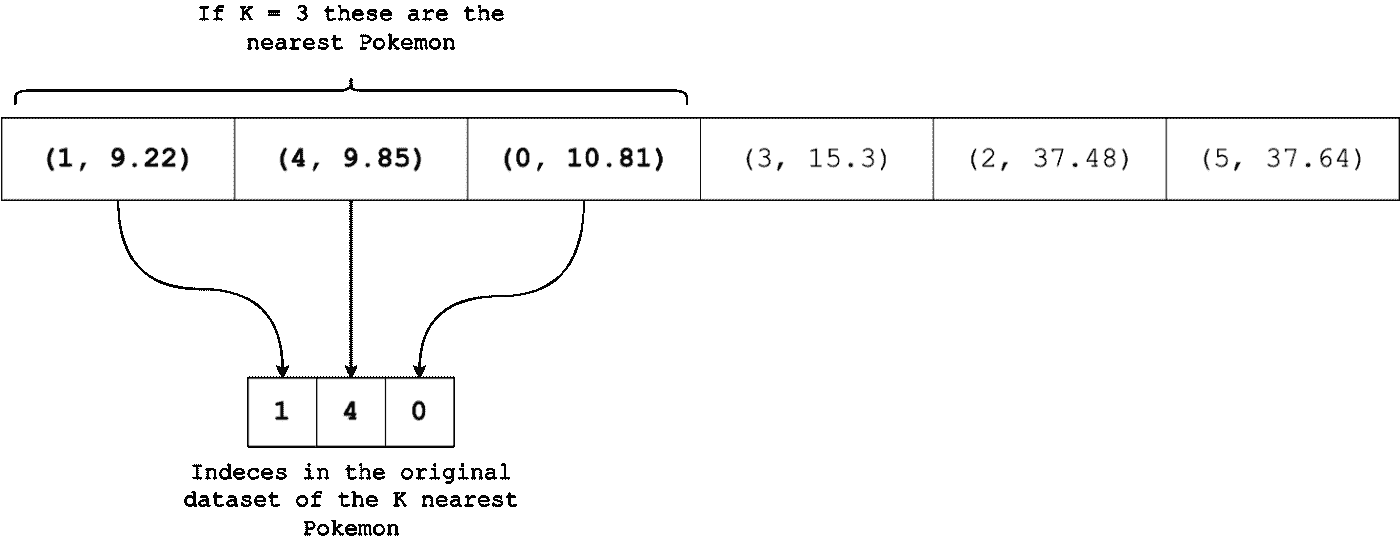 If K = 3 these are the
nearest Pokemon
(1, 9.22) (4, 9.85) (0, 10.81) (3, 15.3) (2, 37.48) (5, 37.64)
1 4 0
Indeces in the original
dataset of the K nearest
Pokemon